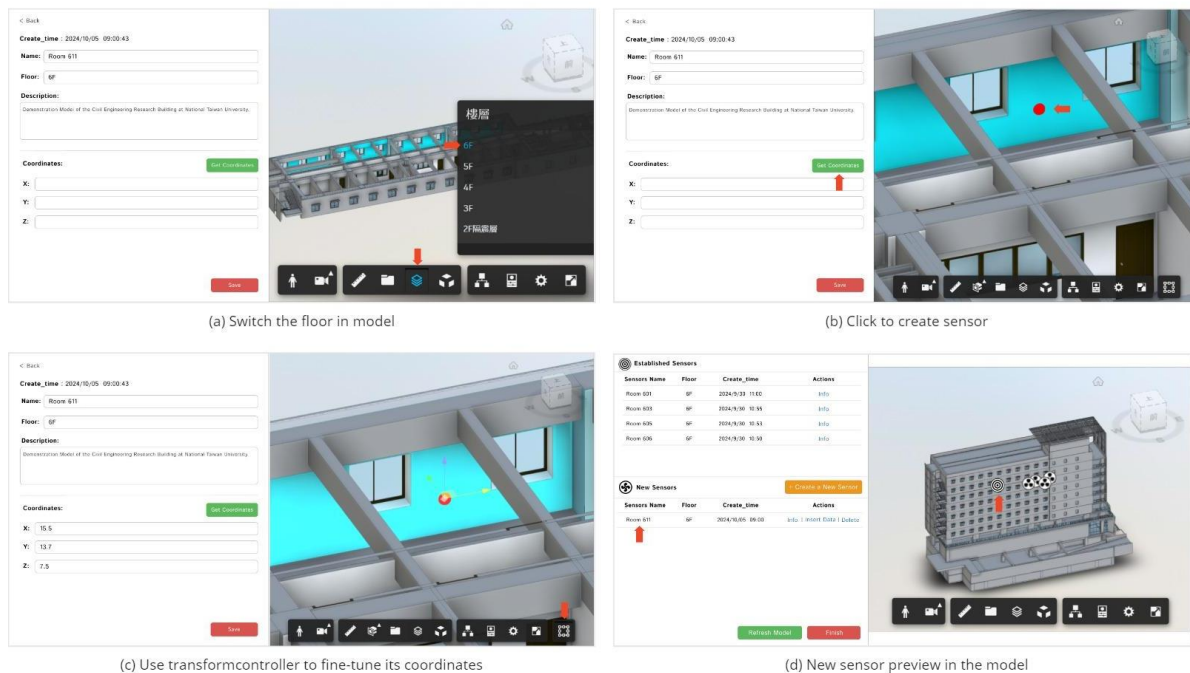 < Back
Create_time : 2024/10/05 09:00:43
Name: Room 611
Floor: 6F
Description:
Demonstration Model of the Civil Engineering Research Building at National Taiwan University.
Coordinates:
Get Coordinates
X:
Y:
Z:
Save
樓層
6F
5F
4F
3F
2F隔震層
(a) Switch the floor in model
< Back
Create_time : 2024/10/05 09:00:43
Name: Room 611
Floor: 6F
Description:
Demonstration Model of the Civil Engineering Research Building at National Taiwan University.
Coordinates:
Get Coordinates
X:
Y:
Z:
Save
(b) Click to create sensor
< Back
Create_time : 2024/10/05 09:00:43
Name: Room 611
Floor: 6F
Description:
Demonstration Model of the Civil Engineering Research Building at National Taiwan University.
Coordinates:
Get Coordinates
X: 15.5
Y: 13.7
Z: 7.5
Save
(c) Use transformcontroller to fine-tune its coordinates
Established Sensors
Sensors Name Floor Create_time Actions
Room 601 6F 2024/9/30 Info
Room 603 6F 2024/9/30 Info
Room 605 6F 2024/9/30 Info
Room 606 6F 2024/9/30 Info
New Sensors
+ Create a New Sensor
Sensors Name Floor Create_time Actions
Room 611 6F 2024/10/05 09:00 Info | Insert Data | Delete
Refresh Model
Finish
(d) New sensor preview in the model